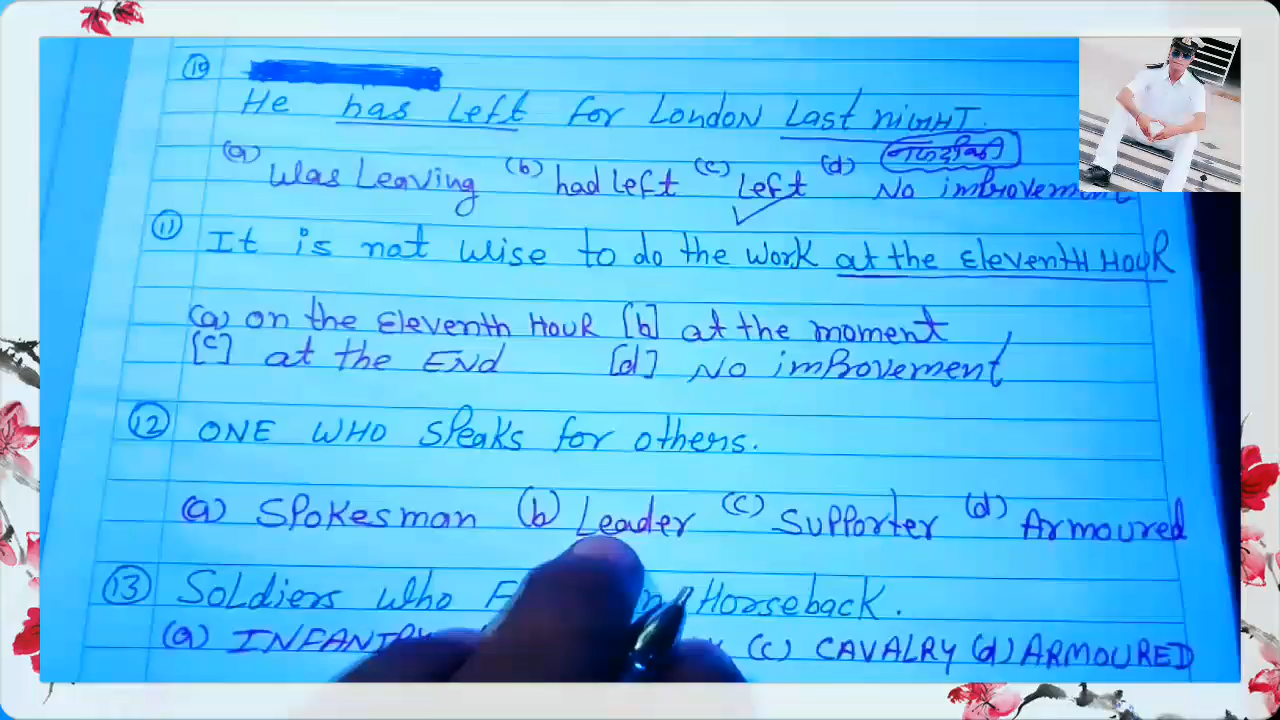 10
He has left for London Last night.
(a) was Leaving (b) had left (c) Left (d) No improvement
11 It is not wise to do the work at the Eleventh Hour
(a) on the Eleventh Hour [b] at the moment
[c] at the END [d] No improvement
12 ONE WHO Speaks for others.
(a) Spokesman (b) Leader (c) Supporter (d) Armoured
13 Soldiers who Horseback.
(a) INFANTRY (c) CAVALRY (d) ARMOURED